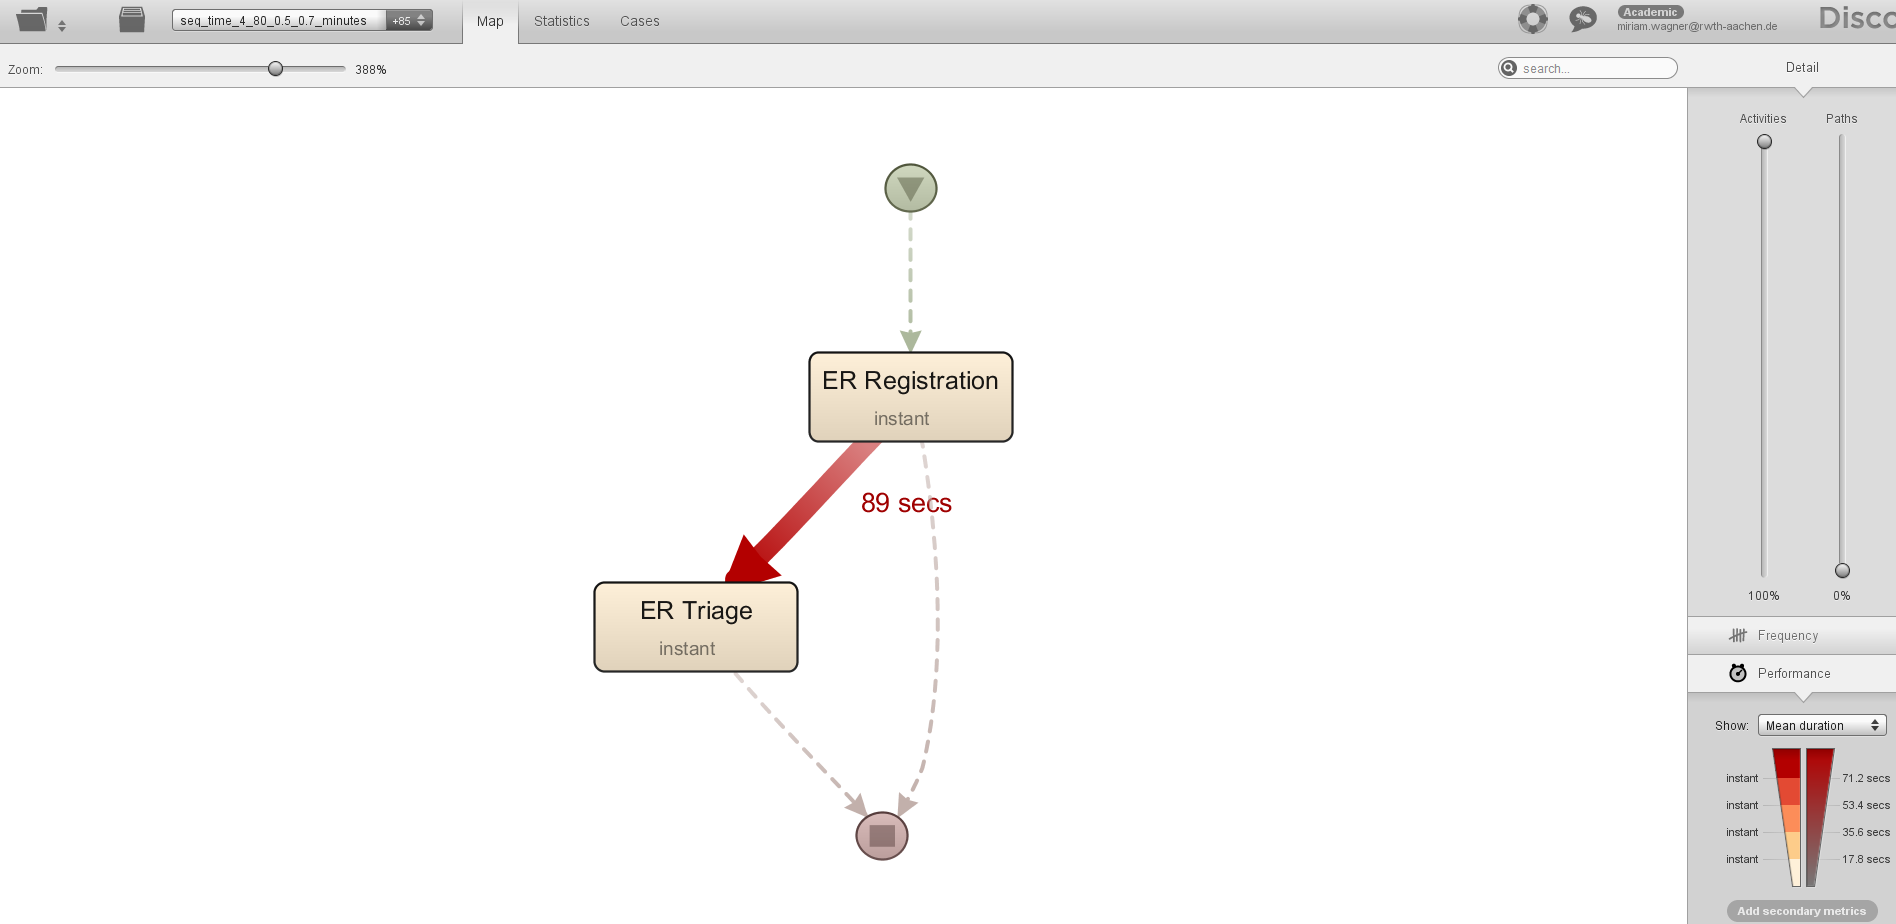 seq_time_4_80_0.5_0.7_minutes +85 Map Statistics Cases Academic
miriam.wagner@rwth-aachen.de
Disco
Zoom: 388% search... Detail
Activities Paths
ER Registration
instant
89 secs
ER Triage
instant
100% 0%
Frequency
Performance
Show: Mean duration
instant 71.2 secs
instant 53.4 secs
instant 35.6 secs
instant 17.8 secs
Add secondary metrics